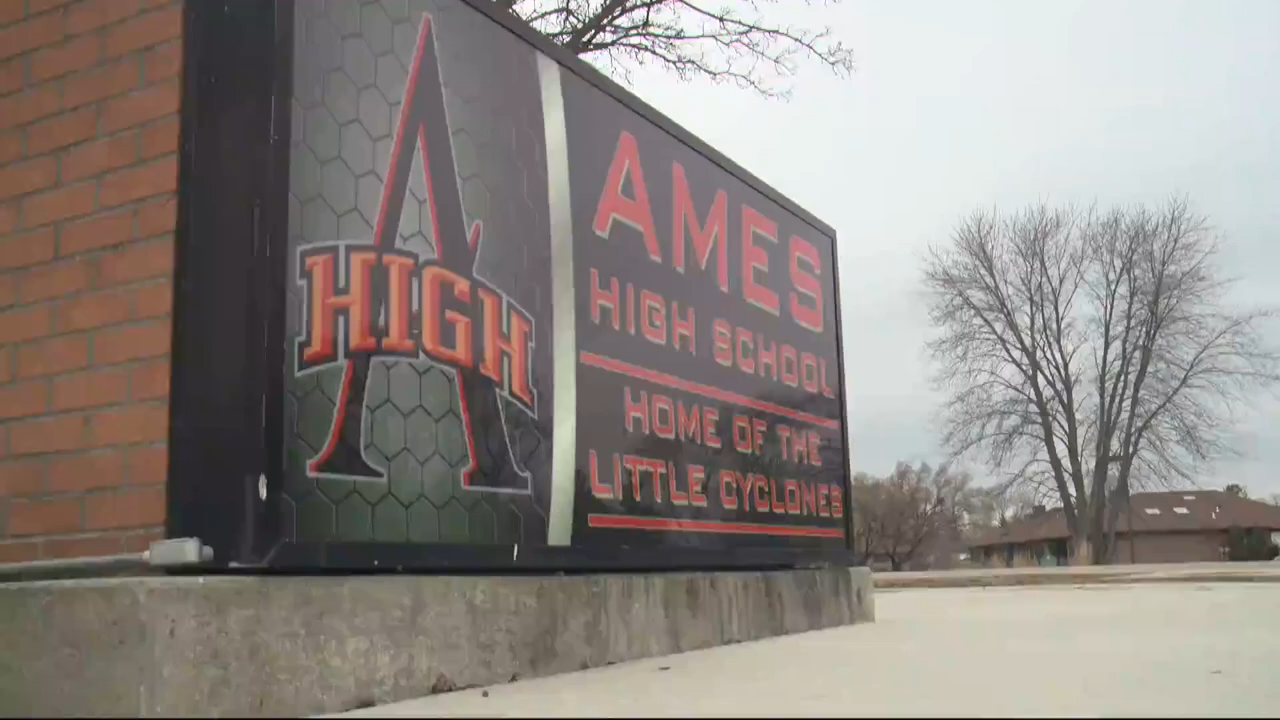 A
HIGH
AMES
HIGH SCHOOL
HOME OF THE
LITTLE CYCLONES